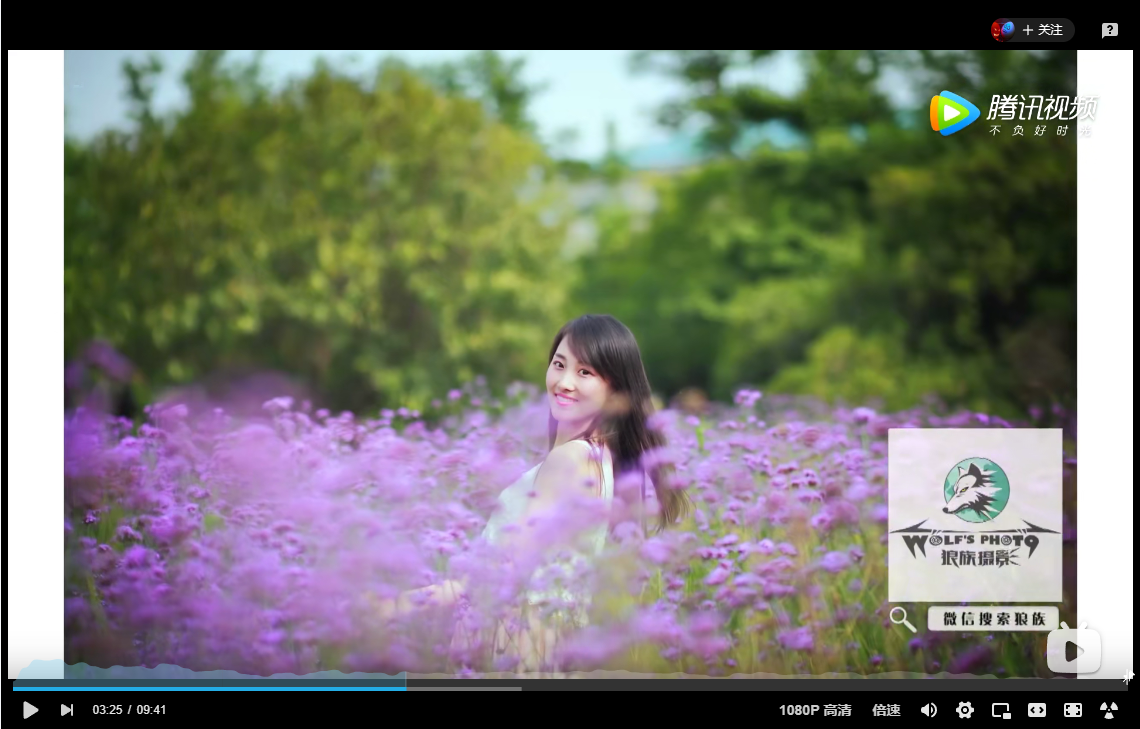 + 关注
?
腾讯视频
不负好时光
WOLF'S PHOTO
狼族摄影
微信搜索狼族
03:25 / 09:41
1080P 高清
倍速